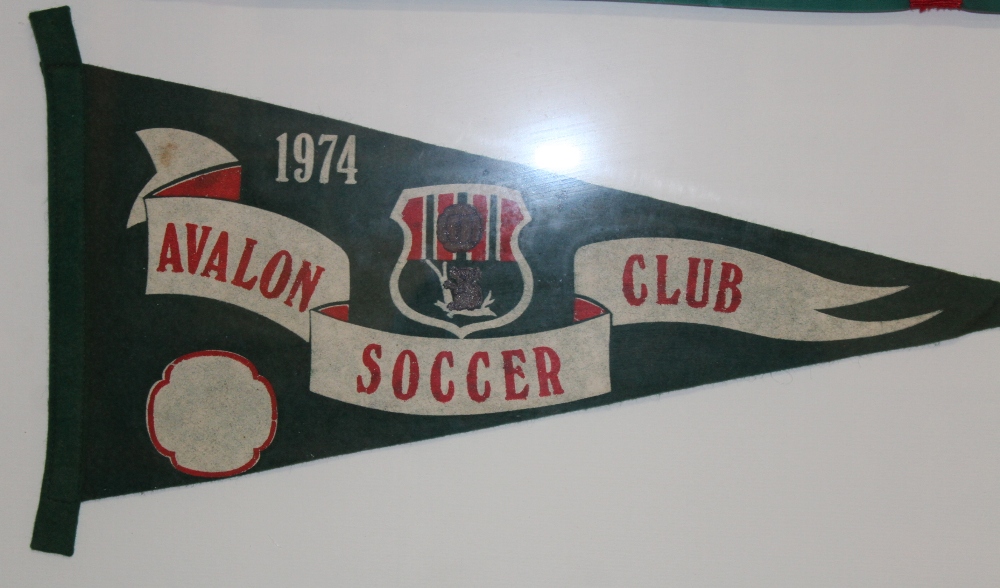 1974
AVALON
SOCCER
CLUB